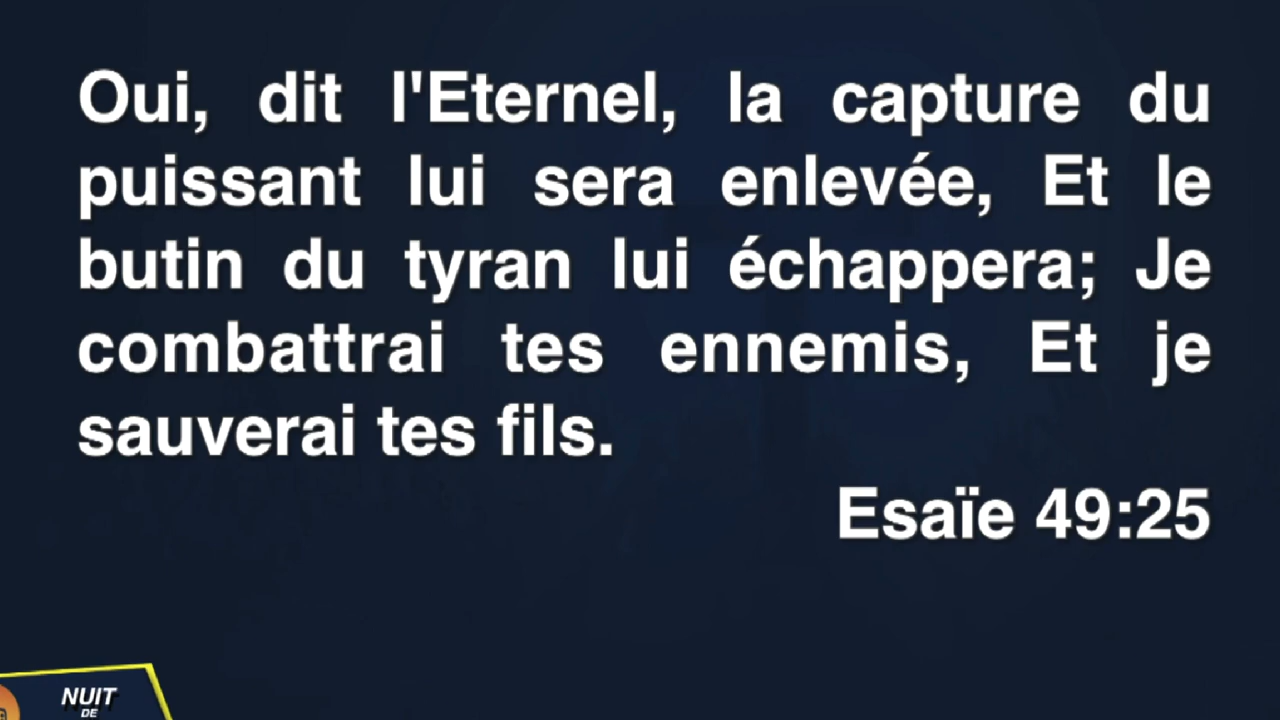 Oui, dit l'Eternel, la capture du
puissant lui sera enlevée, Et le
butin du tyran lui échappera; Je
combattrai tes ennemis, Et je
sauverai tes fils.
Esaïe 49:25
NUIT
DE